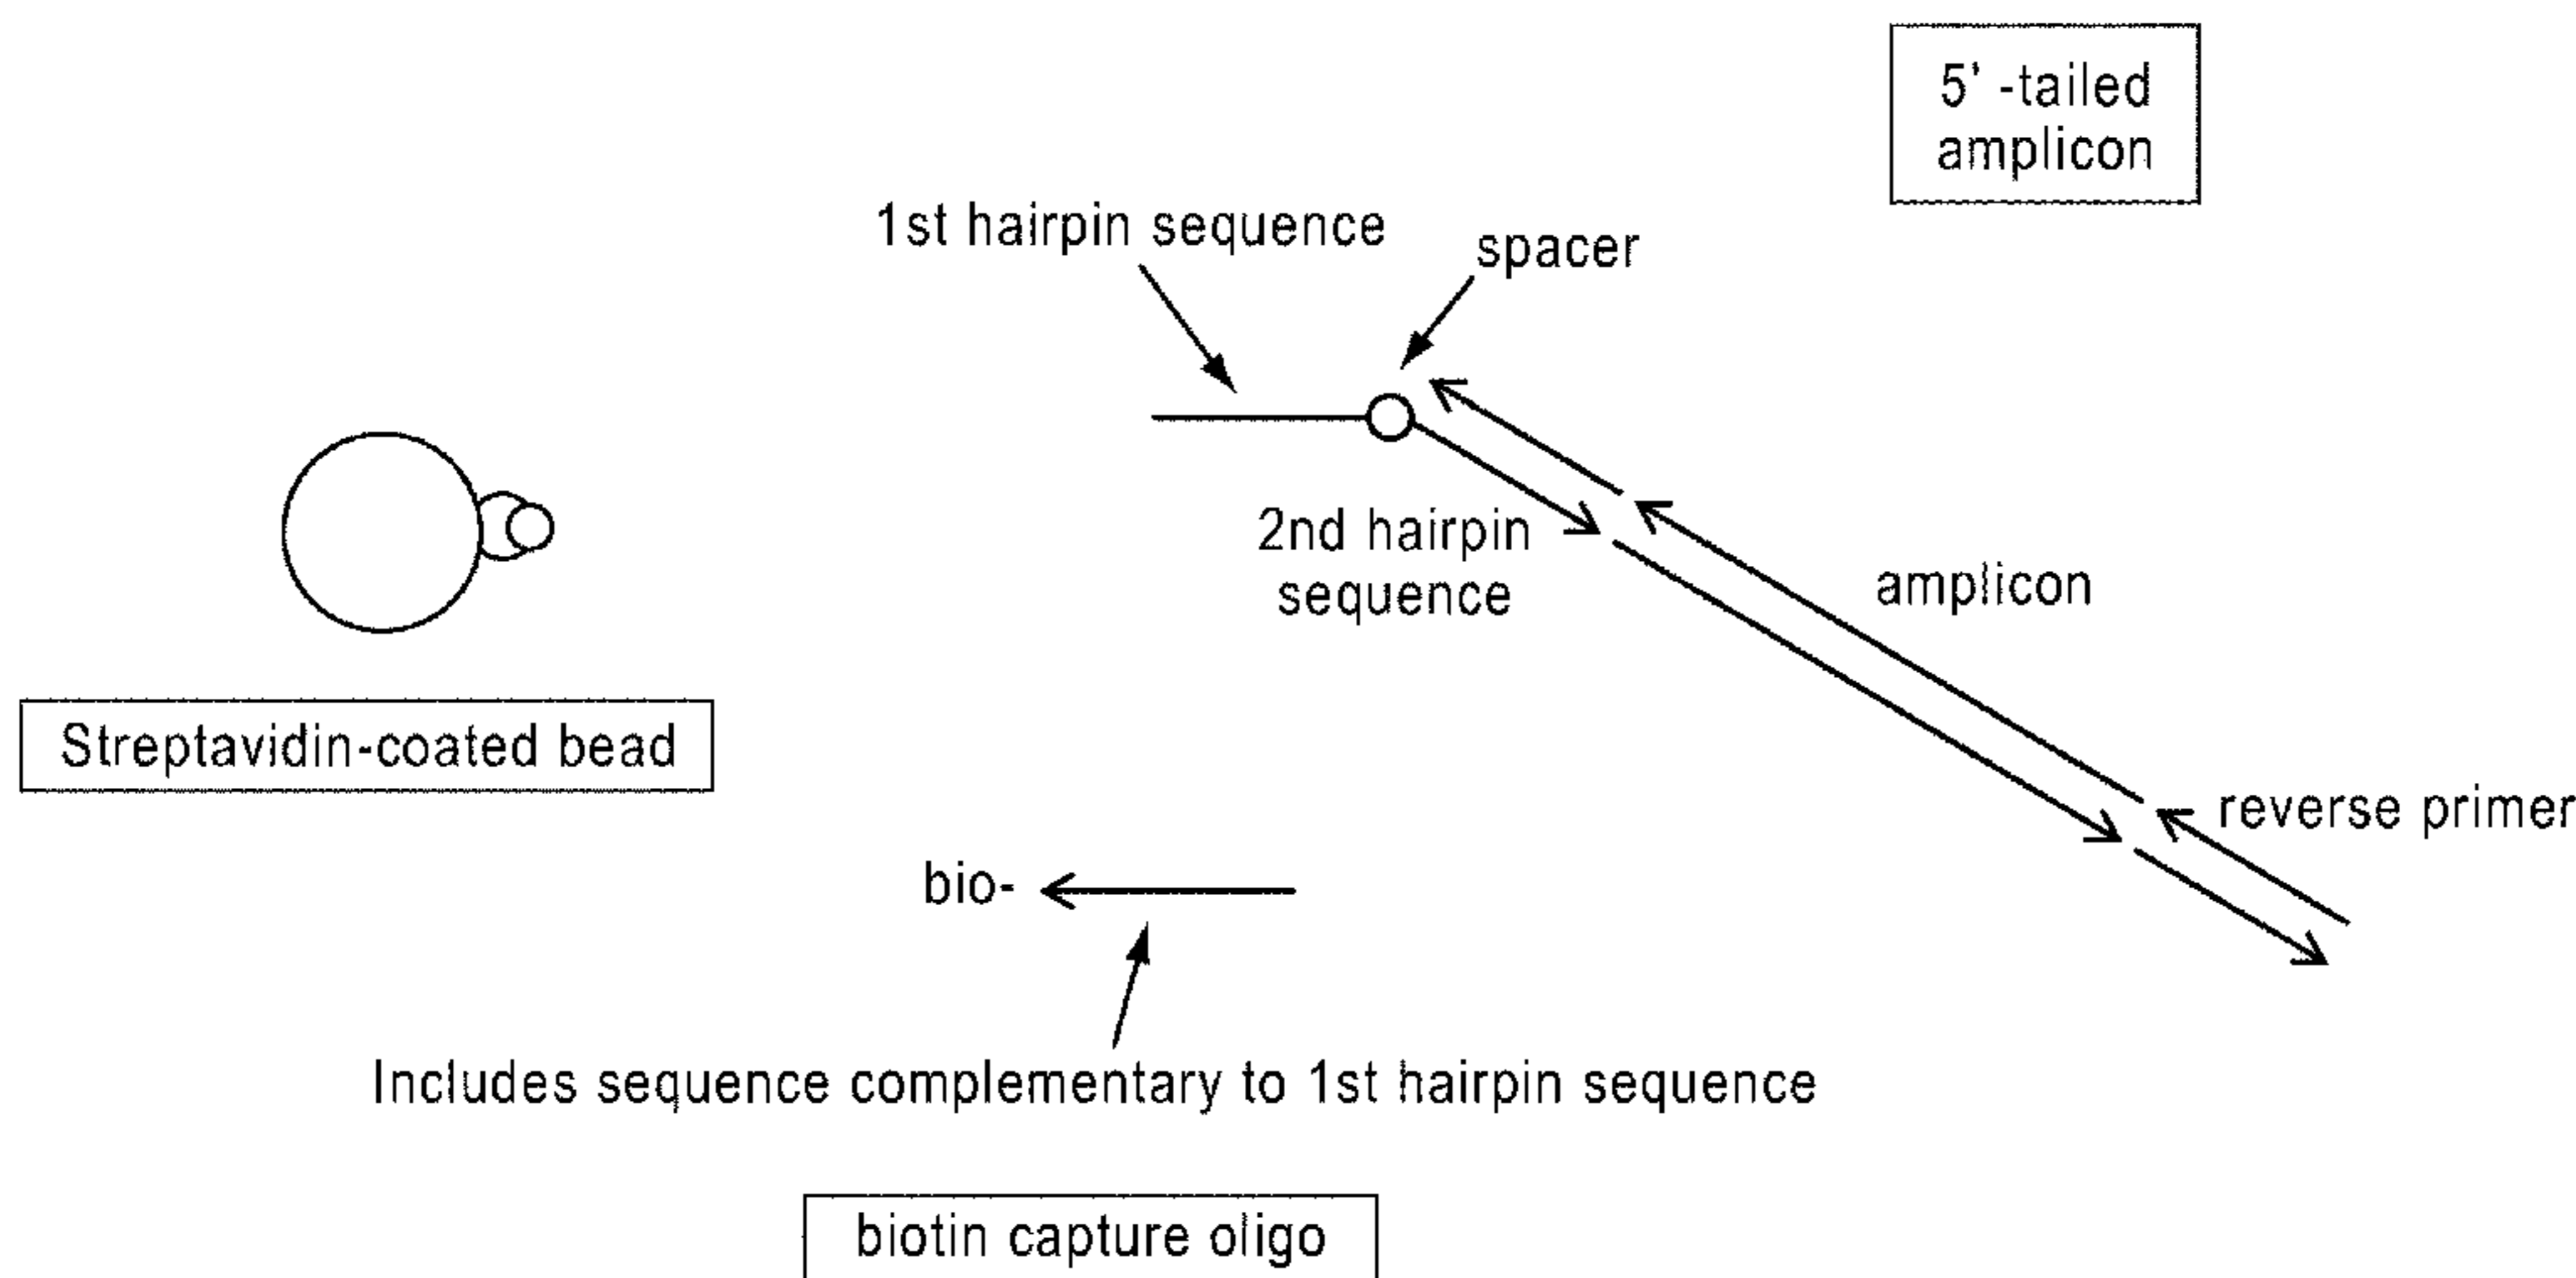 5' -tailed
amplicon
1st hairpin sequence
spacer
2nd hairpin
sequence
amplicon
Streptavidin-coated bead
reverse primer
bio-
Includes sequence complementary to 1st hairpin sequence
biotin capture oligo